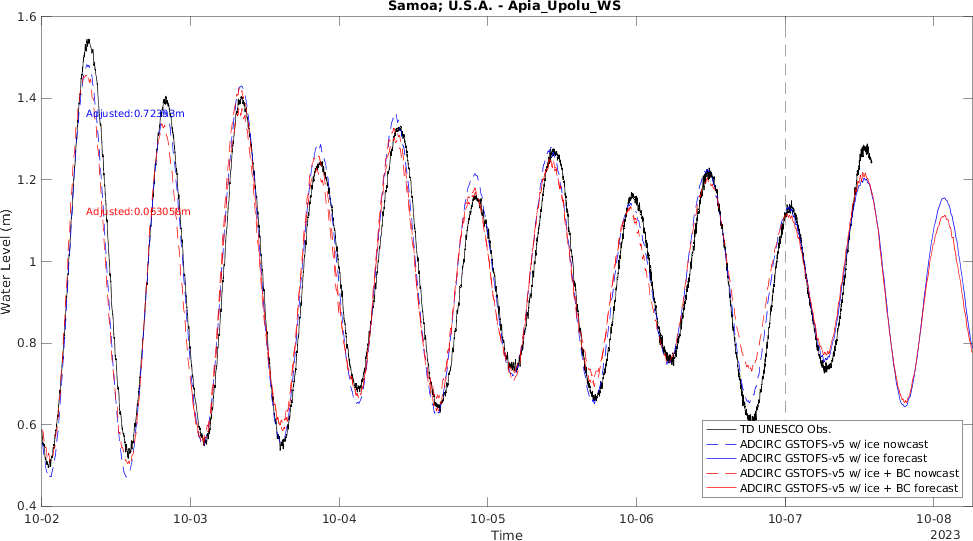 Samoa; U.S.A. - Apia_Upolu_WS
1.6
1.4
1.2
1
0.8
0.6
0.4
Water Level (m)
Adjusted:0.72393m
Adjusted:0.063058m
TD UNESCO Obs.
ADCIRC GSTOFS-v5 w/ ice nowcast
ADCIRC GSTOFS-v5 w/ ice forecast
ADCIRC GSTOFS-v5 w/ ice + BC nowcast
ADCIRC GSTOFS-v5 w/ ice + BC forecast
10-02 10-03 10-04 10-05 10-06 10-07 10-08
Time
2023